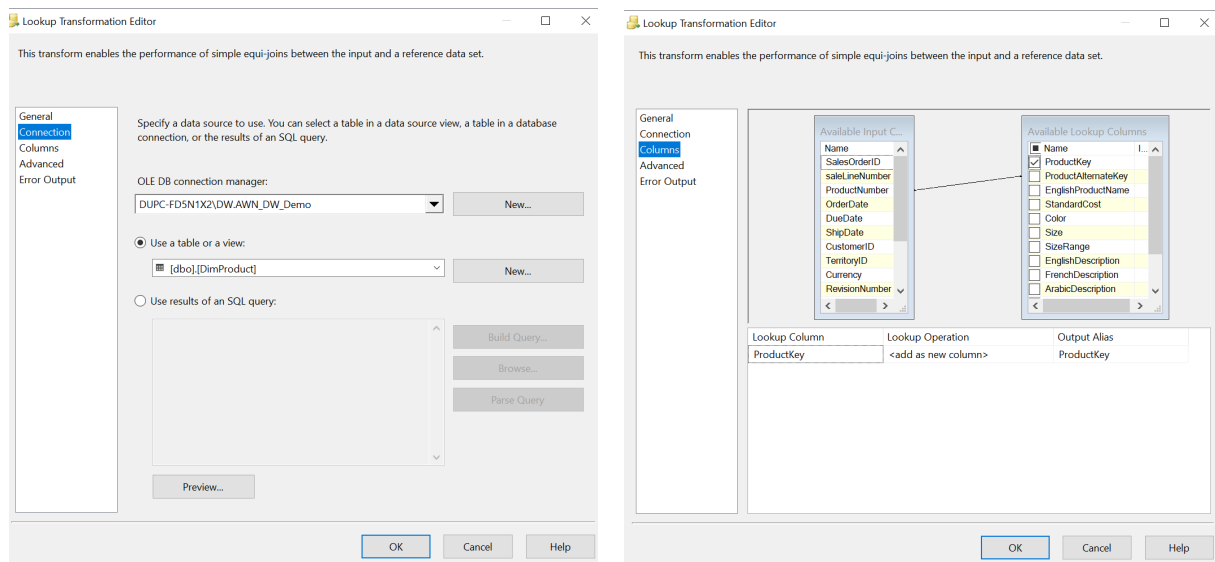 Lookup Transformation Editor
This transform enables the performance of simple equi-joins between the input and a reference data set.
General
Connection
Columns
Advanced
Error Output
Specify a data source to use. You can select a table in a data source view, a table in a database
connection, or the results of an SQL query.
OLE DB connection manager:
DUPC-FD5N1X2\DW.AWN_DW_Demo
New...
Use a table or a view:
[dbo].[DimProduct]
New...
Use results of an SQL query:
Build Query...
Browse...
Parse Query
Preview...
OK Cancel Help
Lookup Transformation Editor
This transform enables the performance of simple equi-joins between the input and a reference data set.
General
Connection
Columns
Advanced
Error Output
Available Input C...
Name
SalesOrderID
saleLineNumber
ProductNumber
OrderDate
DueDate
ShipDate
CustomerID
TerritoryID
Currency
RevisionNumber
Available Lookup Columns
Name I...
ProductKey
ProductAlternateKey
EnglishProductName
StandardCost
Color
Size
SizeRange
EnglishDescription
FrenchDescription
ArabicDescription
Lookup Column Lookup Operation Output Alias
ProductKey <add as new column> ProductKey
OK Cancel Help